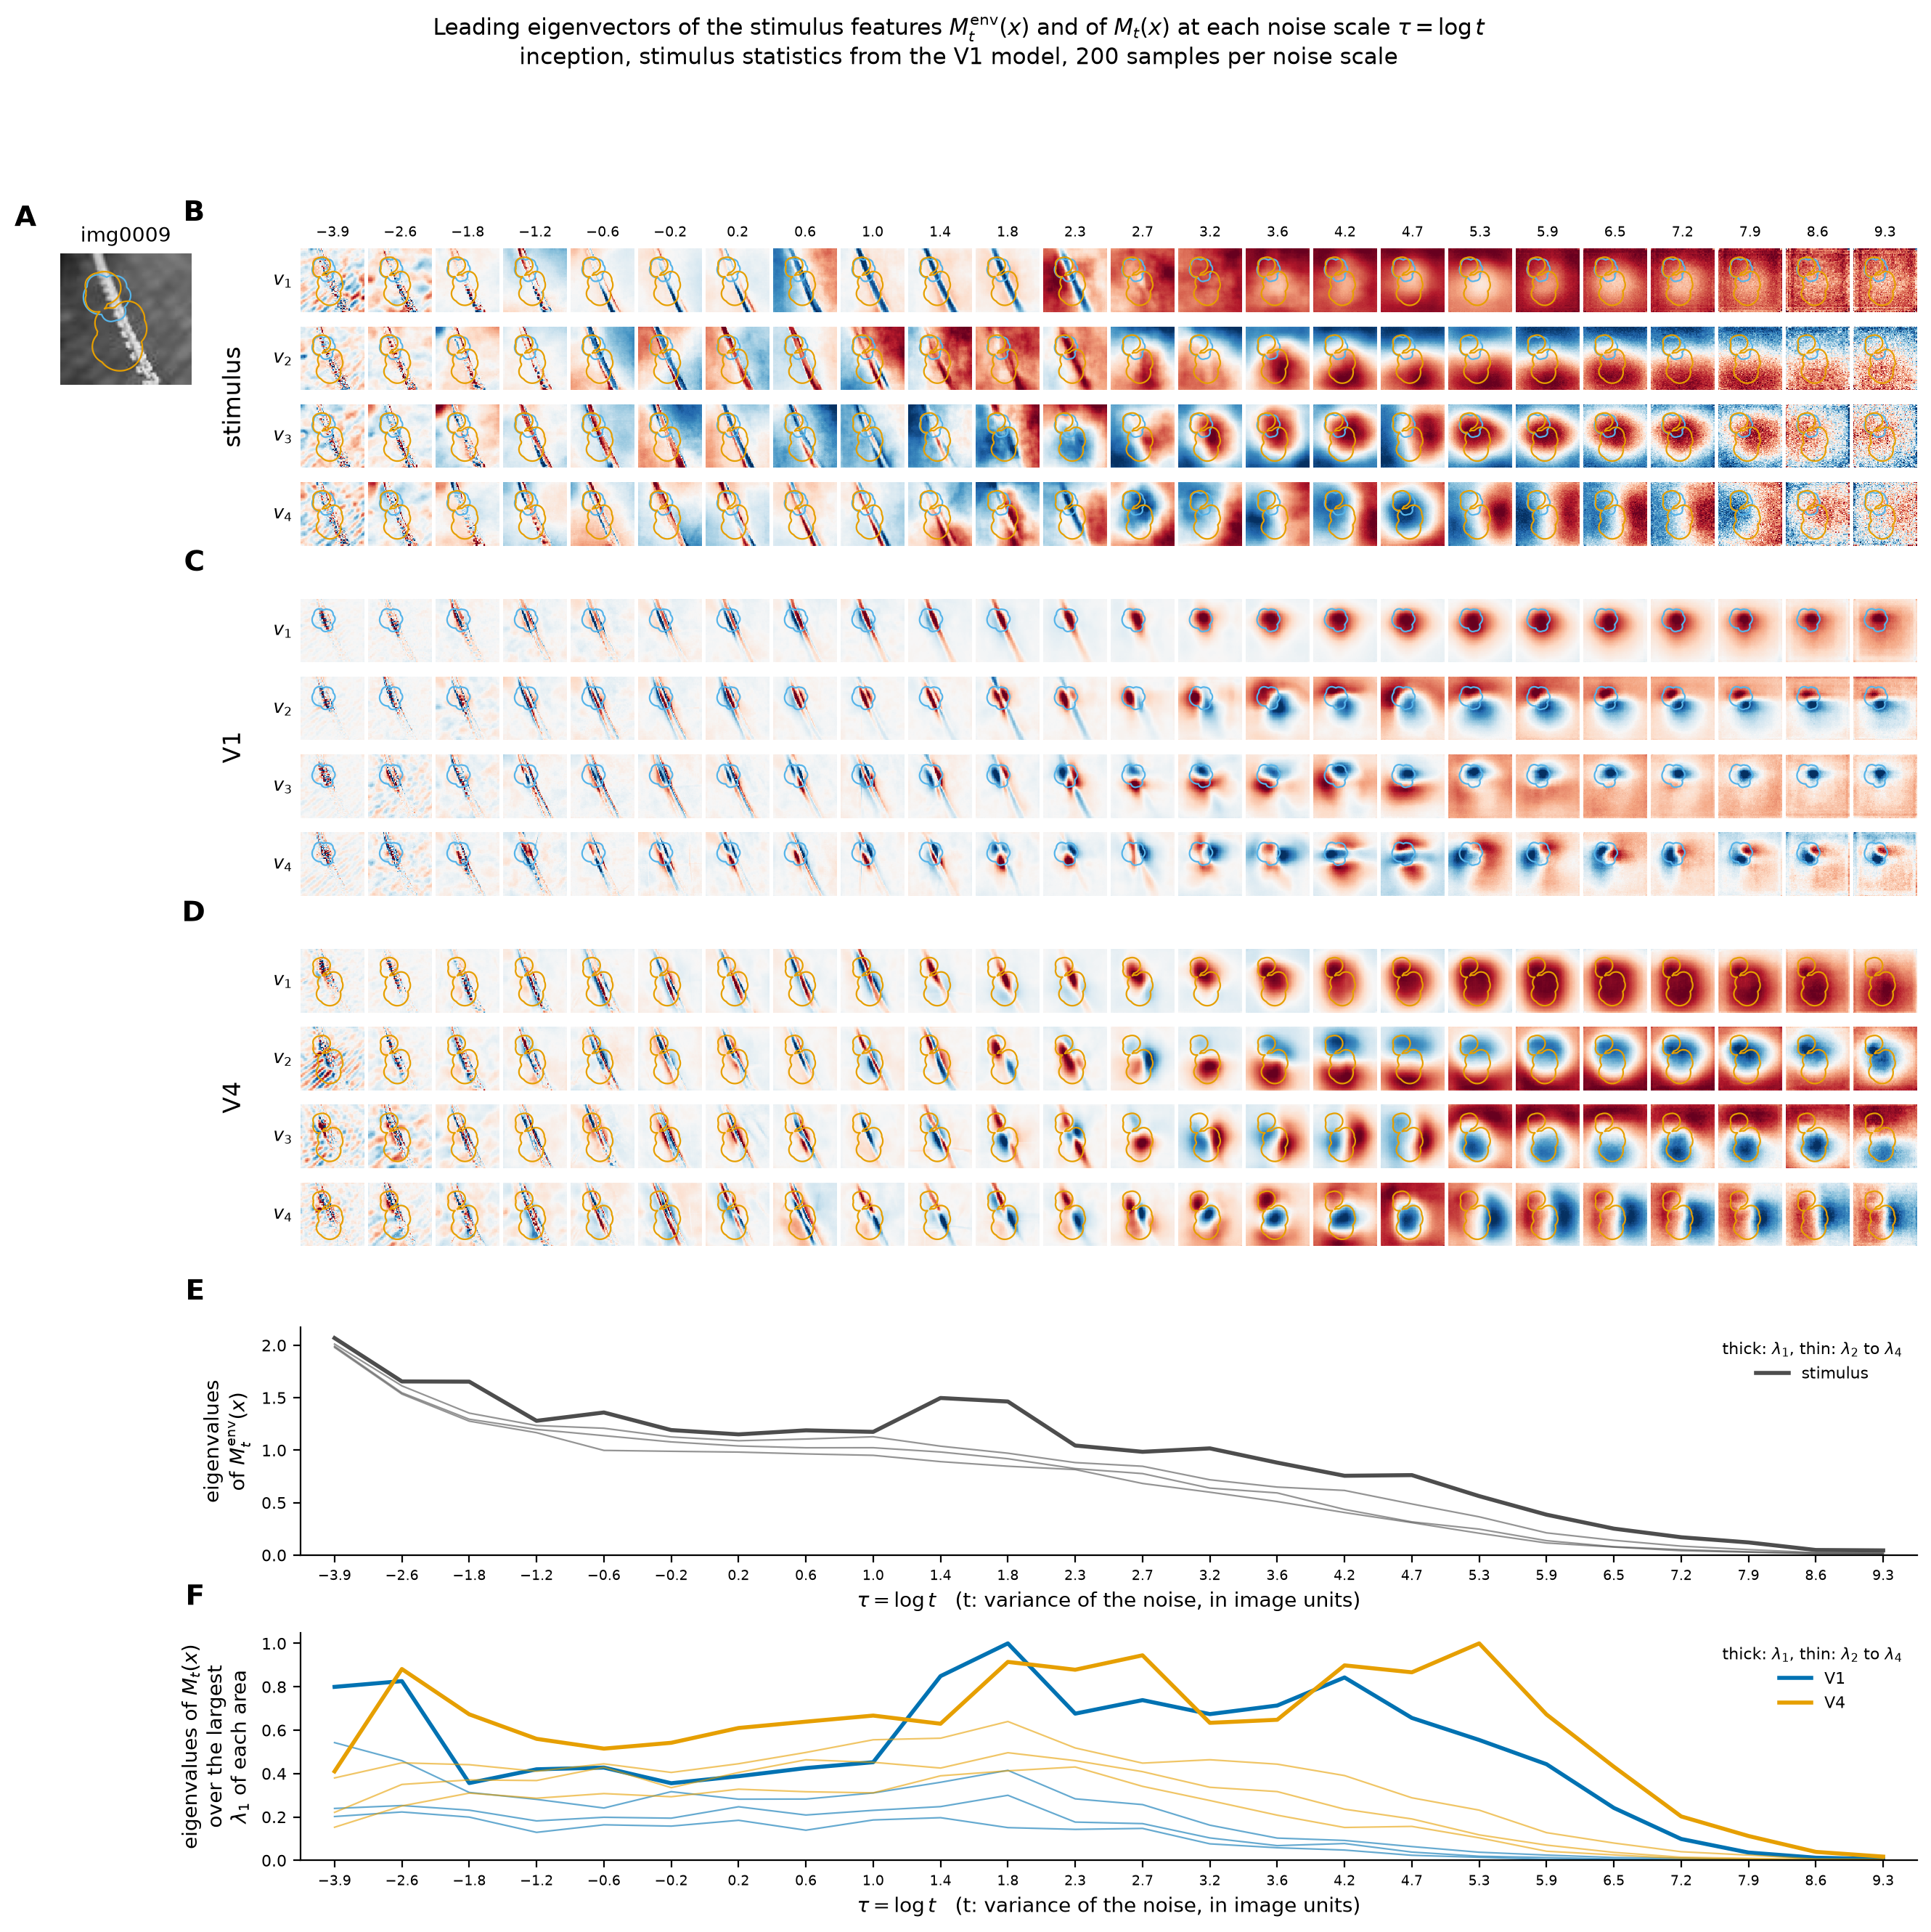 Leading eigenvectors of the stimulus features M_t^env(x) and of M_t(x) at each noise scale τ = log t
inception, stimulus statistics from the V1 model, 200 samples per noise scale
A
img0009
B
−3.9 −2.6 −1.8 −1.2 −0.6 −0.2 0.2 0.6 1.0 1.4 1.8 2.3 2.7 3.2 3.6 4.2 4.7 5.3 5.9 6.5 7.2 7.9 8.6 9.3
stimulus
v₁
v₂
v₃
v₄
C
V1
v₁
v₂
v₃
v₄
D
V4
v₁
v₂
v₃
v₄
E
eigenvalues
of M_t^env(x)
2.0
1.5
1.0
0.5
0.0
thick: λ₁, thin: λ₂ to λ₄
stimulus
−3.9 −2.6 −1.8 −1.2 −0.6 −0.2 0.2 0.6 1.0 1.4 1.8 2.3 2.7 3.2 3.6 4.2 4.7 5.3 5.9 6.5 7.2 7.9 8.6 9.3
τ = log t (t: variance of the noise, in image units)
F
eigenvalues of M_t(x)
over the largest
λ₁ of each area
1.0
0.8
0.6
0.4
0.2
0.0
thick: λ₁, thin: λ₂ to λ₄
V1
V4
−3.9 −2.6 −1.8 −1.2 −0.6 −0.2 0.2 0.6 1.0 1.4 1.8 2.3 2.7 3.2 3.6 4.2 4.7 5.3 5.9 6.5 7.2 7.9 8.6 9.3
τ = log t (t: variance of the noise, in image units)